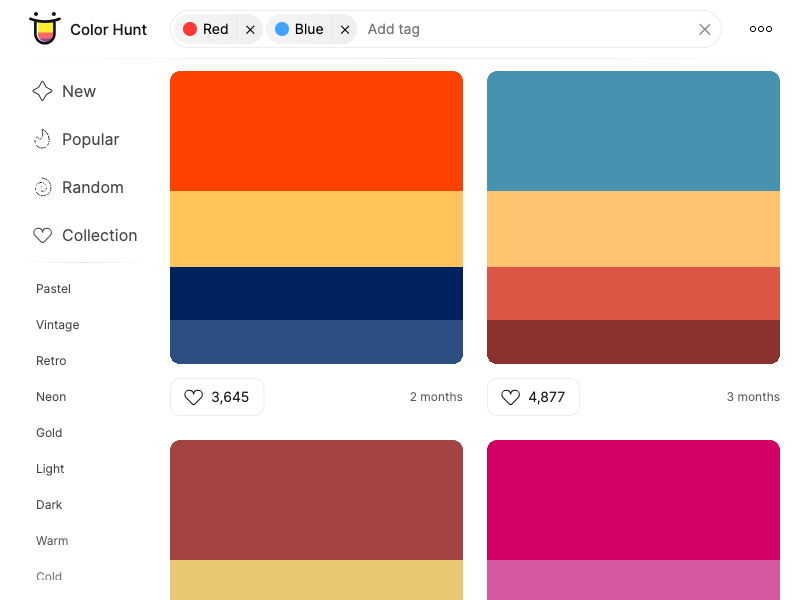 Color Hunt
Red
Blue
Add tag
New
Popular
Random
Collection
Pastel
Vintage
Retro
Neon
Gold
Light
Dark
Warm
Cold
3,645
2 months
4,877
3 months